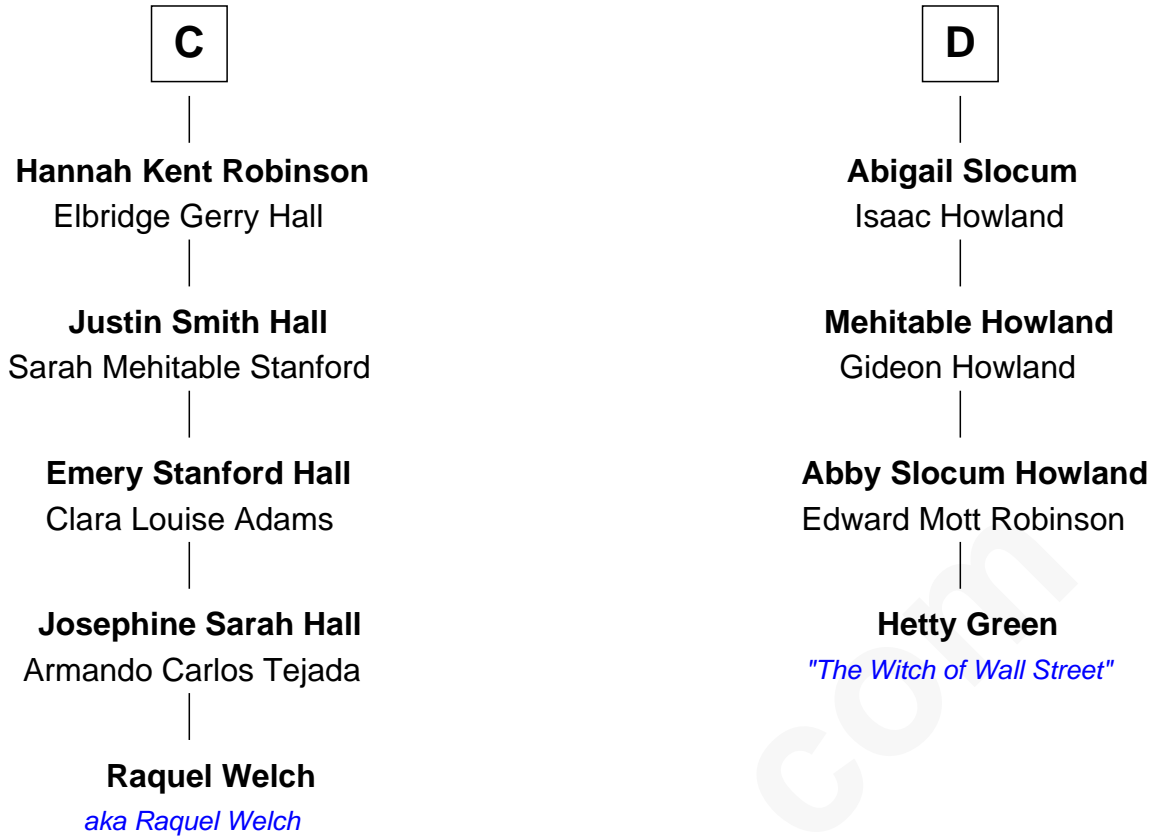 C
Hannah Kent Robinson
Elbridge Gerry Hall
Justin Smith Hall
Sarah Mehitable Stanford
Emery Stanford Hall
Clara Louise Adams
Josephine Sarah Hall
Armando Carlos Tejada
Raquel Welch
aka Raquel Welch
D
Abigail Slocum
Isaac Howland
Mehitable Howland
Gideon Howland
Abby Slocum Howland
Edward Mott Robinson
Hetty Green
"The Witch of Wall Street"
com